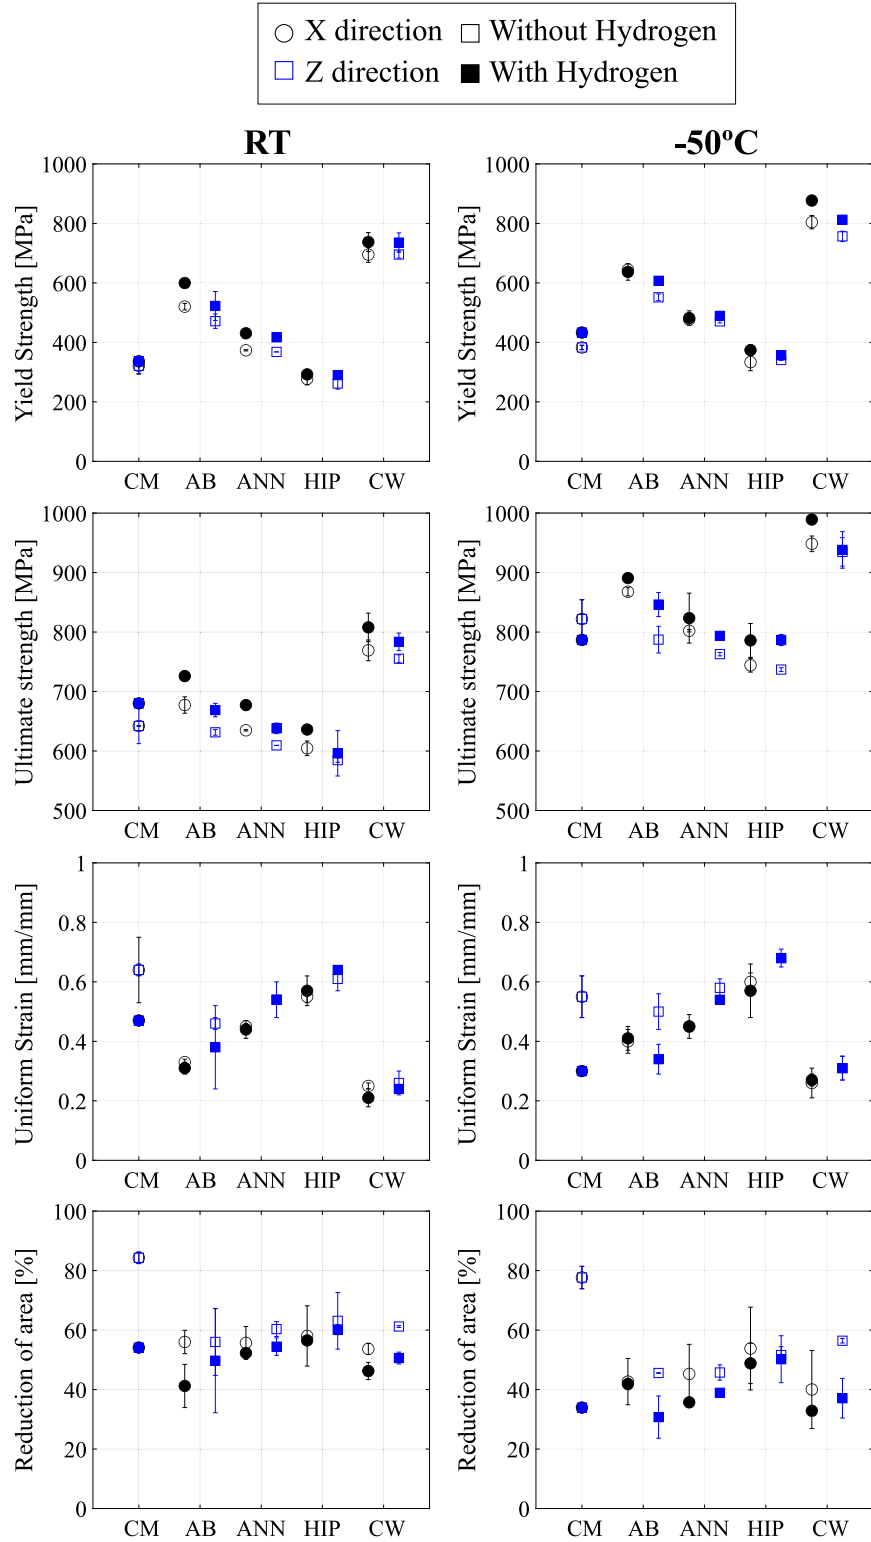 X direction Without Hydrogen
Z direction With Hydrogen
RT
-50ºC
1000
800
600
400
200
0
Yield Strength [MPa]
CM AB ANN HIP CW
1000
800
600
400
200
0
Yield Strength [MPa]
CM AB ANN HIP CW
1000
900
800
700
600
500
Ultimate strength [MPa]
CM AB ANN HIP CW
1000
900
800
700
600
500
Ultimate strength [MPa]
CM AB ANN HIP CW
1
0.8
0.6
0.4
0.2
0
Uniform Strain [mm/mm]
CM AB ANN HIP CW
1
0.8
0.6
0.4
0.2
0
Uniform Strain [mm/mm]
CM AB ANN HIP CW
100
80
60
40
20
0
Reduction of area [%]
CM AB ANN HIP CW
100
80
60
40
20
0
Reduction of area [%]
CM AB ANN HIP CW